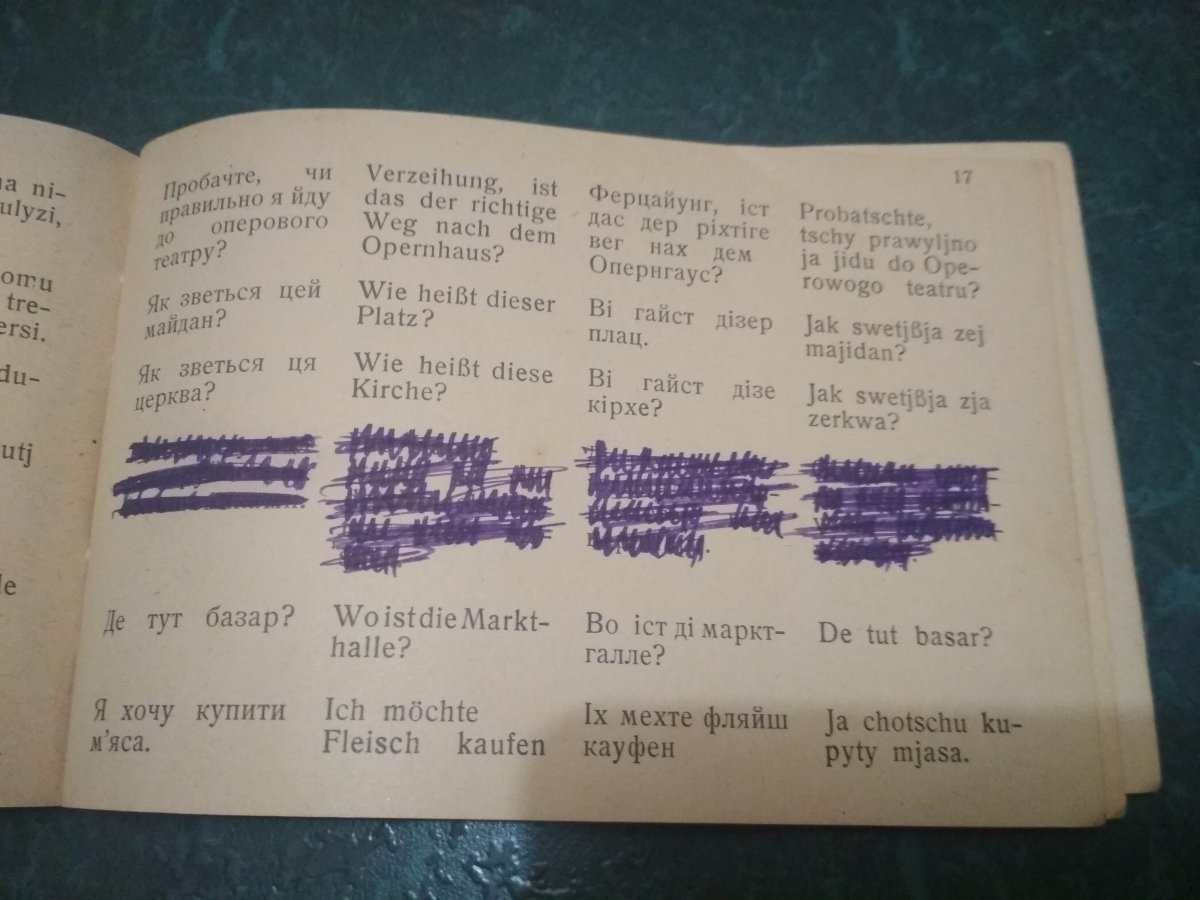 na ni-
ulyzi,
omu
tre-
ersi.
du-
utj
le
17
Пробачте, чи
правильно я йду
до оперового
театру?
Verzeihung, ist
das der richtige
Weg nach dem
Opernhaus?
Ферцайунг, іст
дас дер ріхтіге
вег нах дем
Опернгаус?
Probatschte,
tschy prawyljno
ja jidu do Ope-
rowogo teatru?
Як зветься цей
майдан?
Wie heißt dieser
Platz?
Ві гайст дізер
плац.
Jak swetjßja zej
majidan?
Як зветься ця
церква?
Wie heißt diese
Kirche?
Ві гайст дізе
кірхе?
Jak swetjßja zja
zerkwa?
Де тут базар?
Wo ist die Markt-
halle?
Во іст ді маркт-
галле?
De tut basar?
Я хочу купити
м'яса.
Ich möchte
Fleisch kaufen
Іх мехте фляйш
кауфен
Ja chotschu ku-
pyty mjasa.